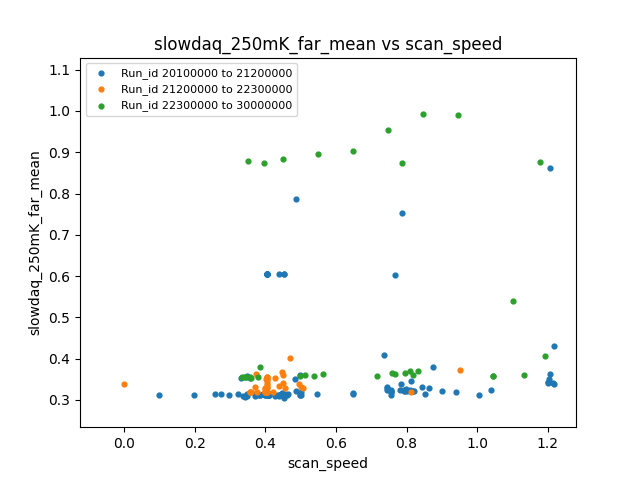 slowdaq_250mK_far_mean vs scan_speed
Run_id 20100000 to 21200000
Run_id 21200000 to 22300000
Run_id 22300000 to 30000000
slowdaq_250mK_far_mean
1.1
1.0
0.9
0.8
0.7
0.6
0.5
0.4
0.3
0.0 0.2 0.4 0.6 0.8 1.0 1.2
scan_speed